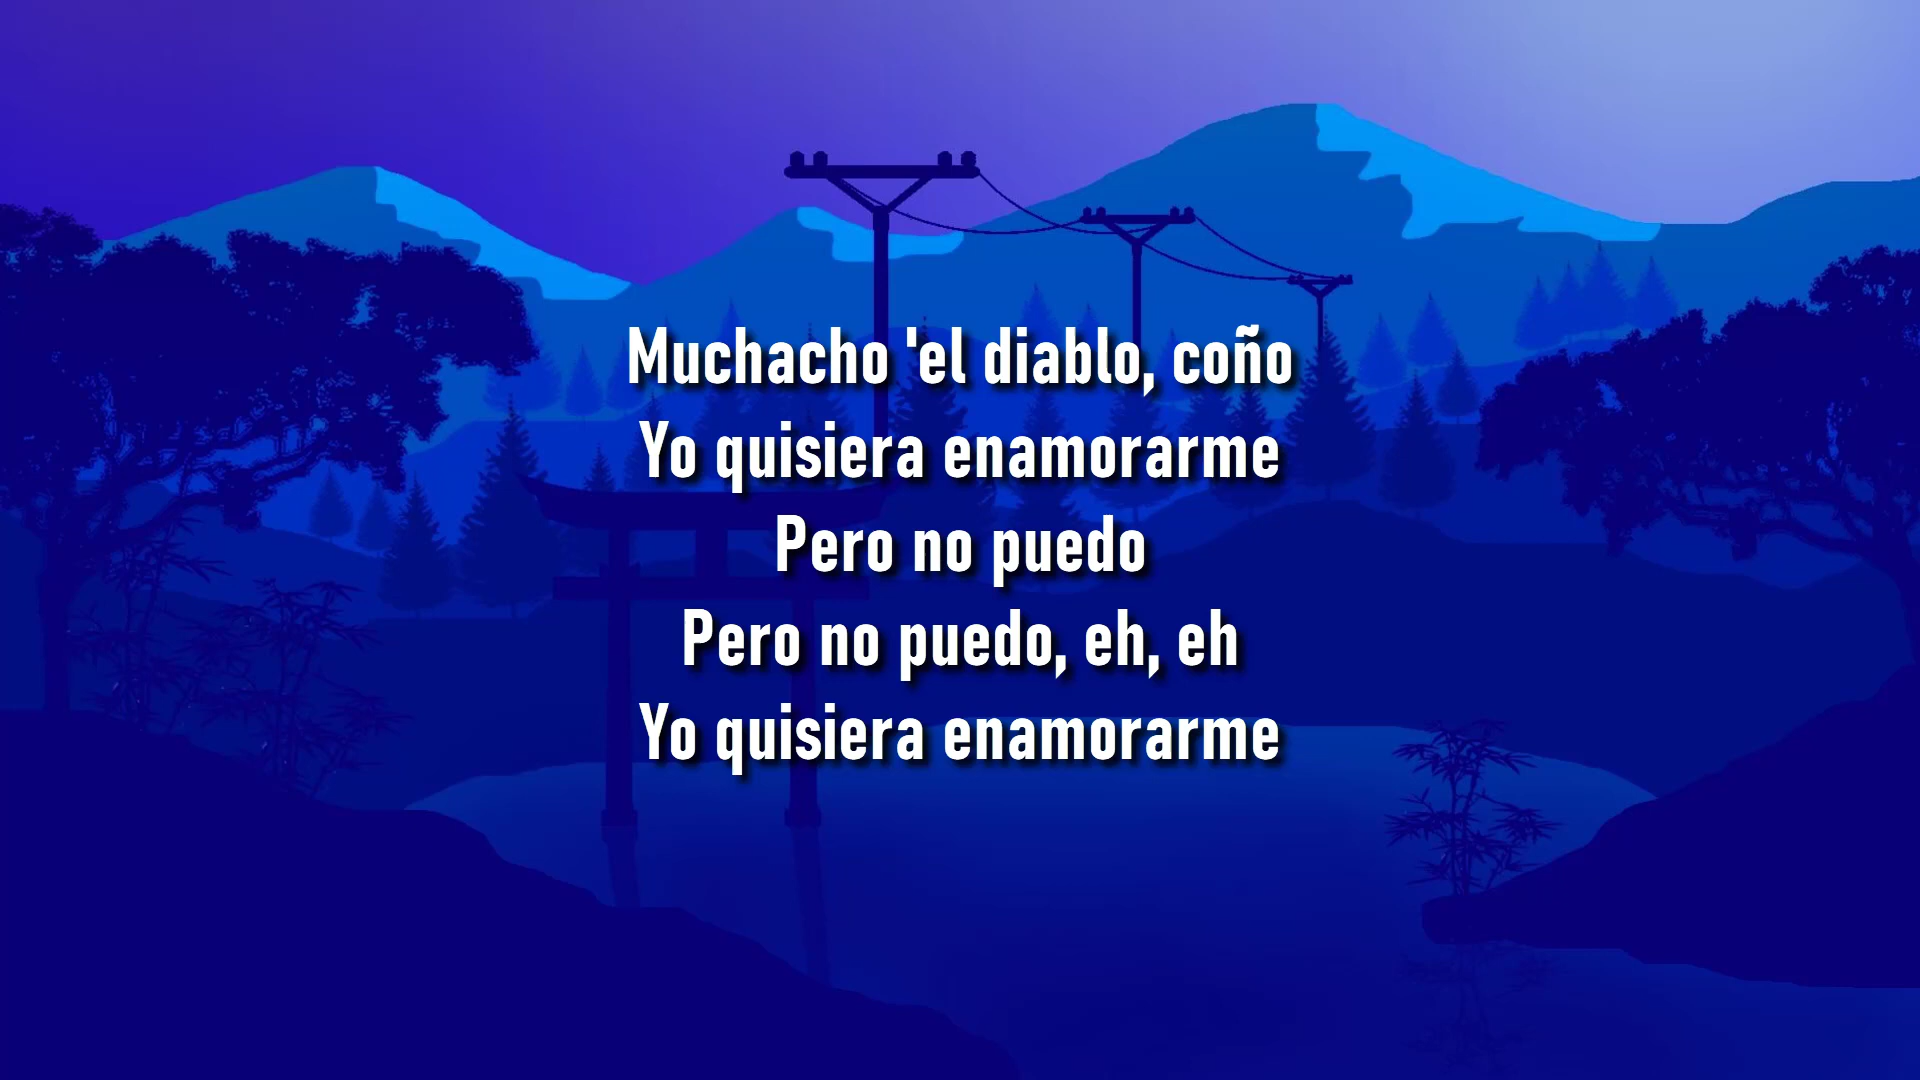 Muchacho 'el diablo, coño
Yo quisiera enamorarme
Pero no puedo
Pero no puedo, eh, eh
Yo quisiera enamorarme